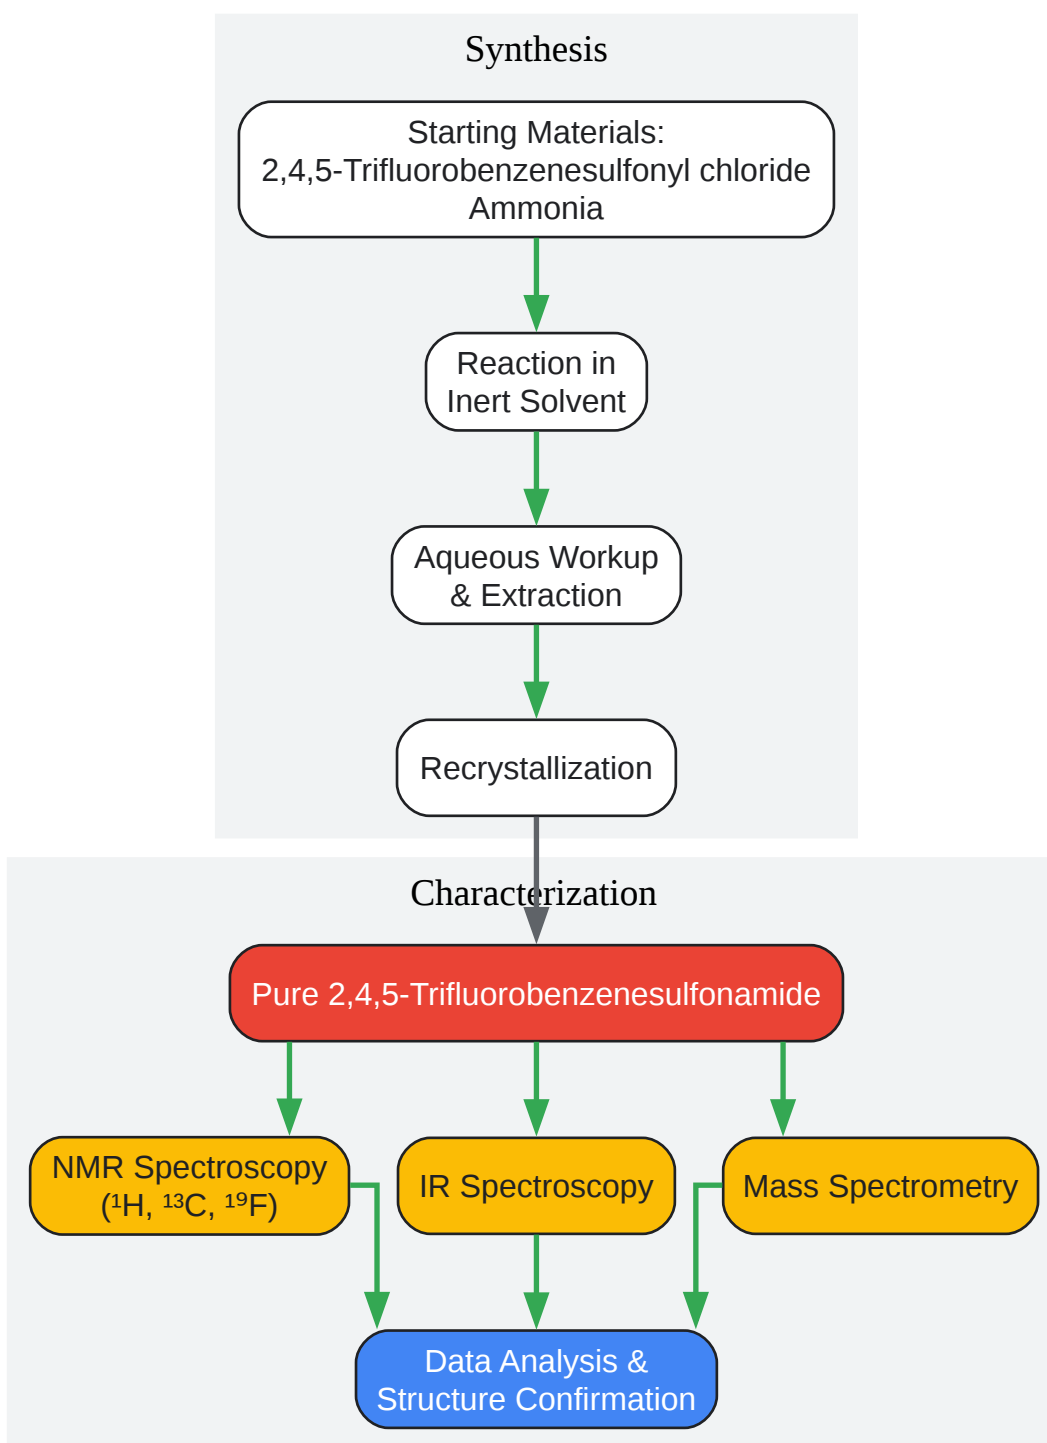 Synthesis
Starting Materials:
2,4,5-Trifluorobenzenesulfonyl chloride
Ammonia
Reaction in
Inert Solvent
Aqueous Workup
& Extraction
Recrystallization
Characterization
Pure 2,4,5-Trifluorobenzenesulfonamide
NMR Spectroscopy
(¹H, ¹³C, ¹⁹F)
IR Spectroscopy
Mass Spectrometry
Data Analysis &
Structure Confirmation